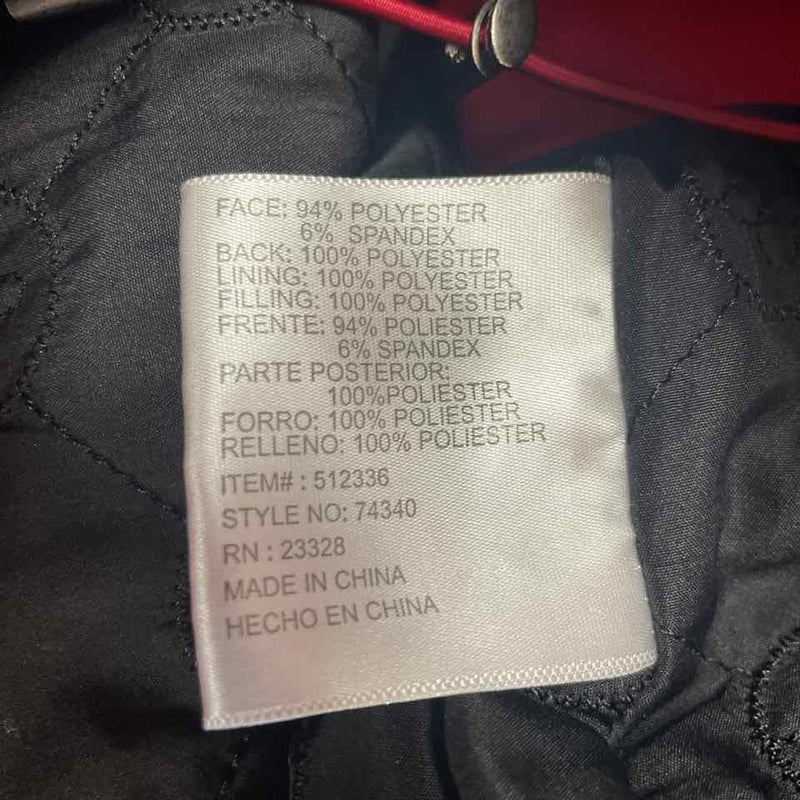 FACE: 94% POLYESTER
6% SPANDEX
BACK: 100% POLYESTER
LINING: 100% POLYESTER
FILLING: 100% POLYESTER
FRENTE: 94% POLIESTER
6% SPANDEX
PARTE POSTERIOR:
100%POLIESTER
FORRO: 100% POLIESTER
RELLENO: 100% POLIESTER
ITEM# : 512336
STYLE NO: 74340
RN : 23328
MADE IN CHINA
HECHO EN CHINA